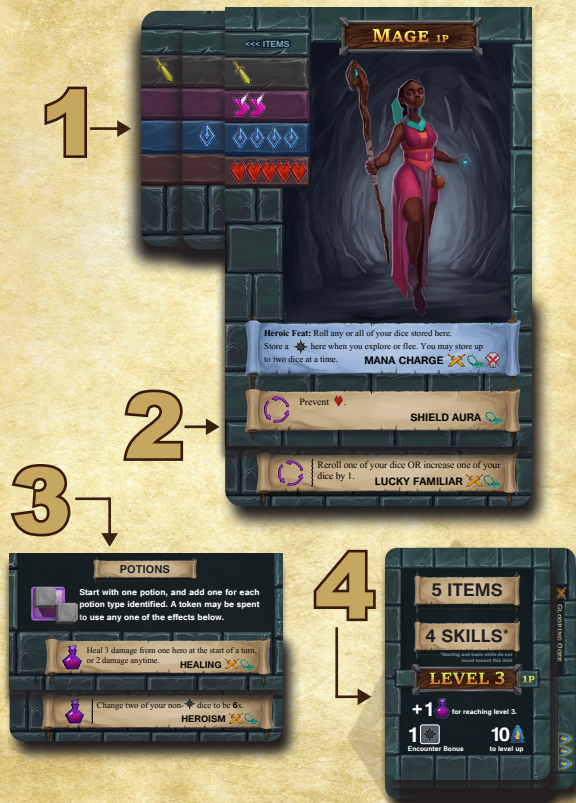 <<< ITEMS
MAGE 1P
1
Heroic Feat: Roll any or all of your dice stored here.
Store a here when you explore or flee. You may store up
to two dice at a time. MANA CHARGE
2
Prevent .
SHIELD AURA
Reroll one of your dice OR increase one of your
dice by 1. LUCKY FAMILIAR
3
POTIONS
Start with one potion, and add one for each
potion type identified. A token may be spent
to use any one of the effects below.
Heal 3 damage from one hero at the start of a turn,
or 2 damage anytime. HEALING
Change two of your non- dice to be 6s.
HEROISM
4
5 ITEMS
4 SKILLS*
*Starting and basic skills do not
count toward this limit
LEVEL 3 1P
+1 for reaching level 3.
1 10
Encounter Bonus to level up
GLOOPING OOZE